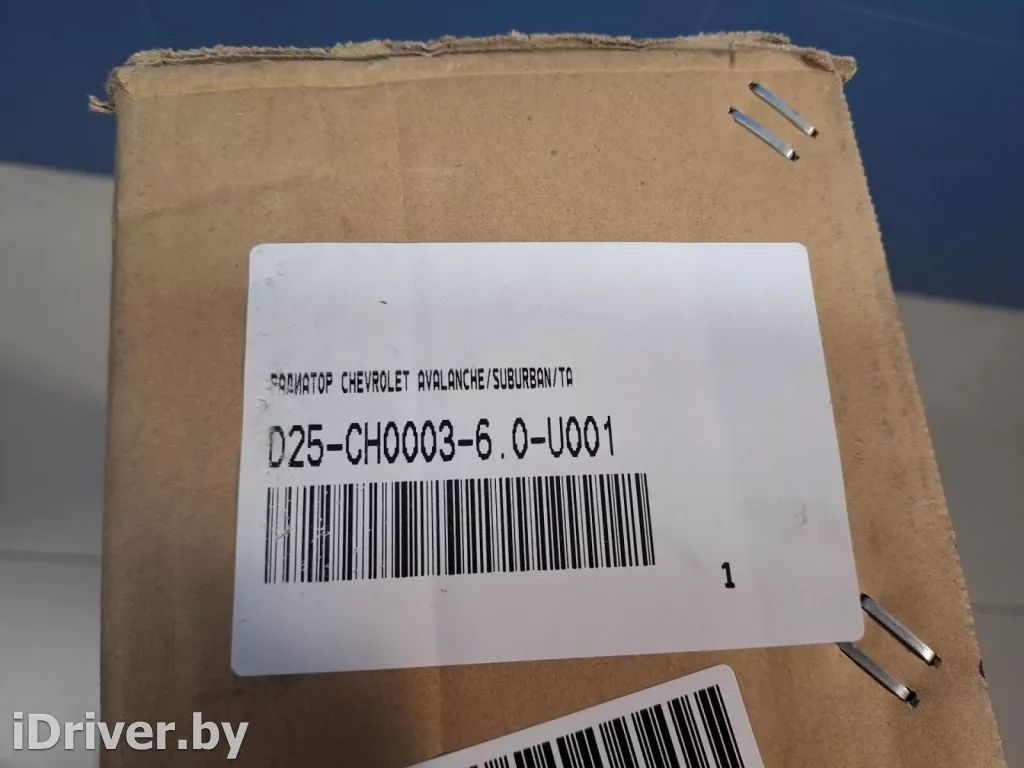 РАДИАТОР CHEVROLET AVALANCHE/SUBURBAN/TA
D25-CH0003-6.0-U001
1
iDriver.by